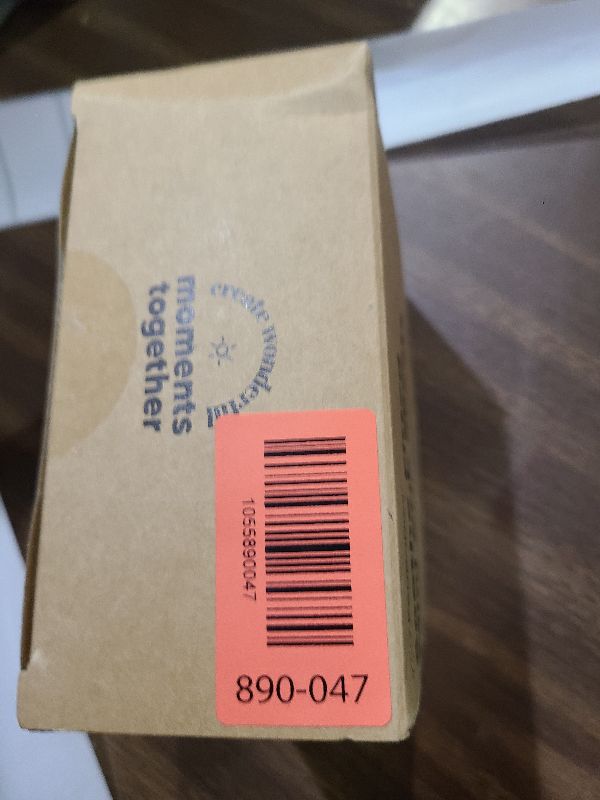 create wonderful
moments
together
1055890047
890-047